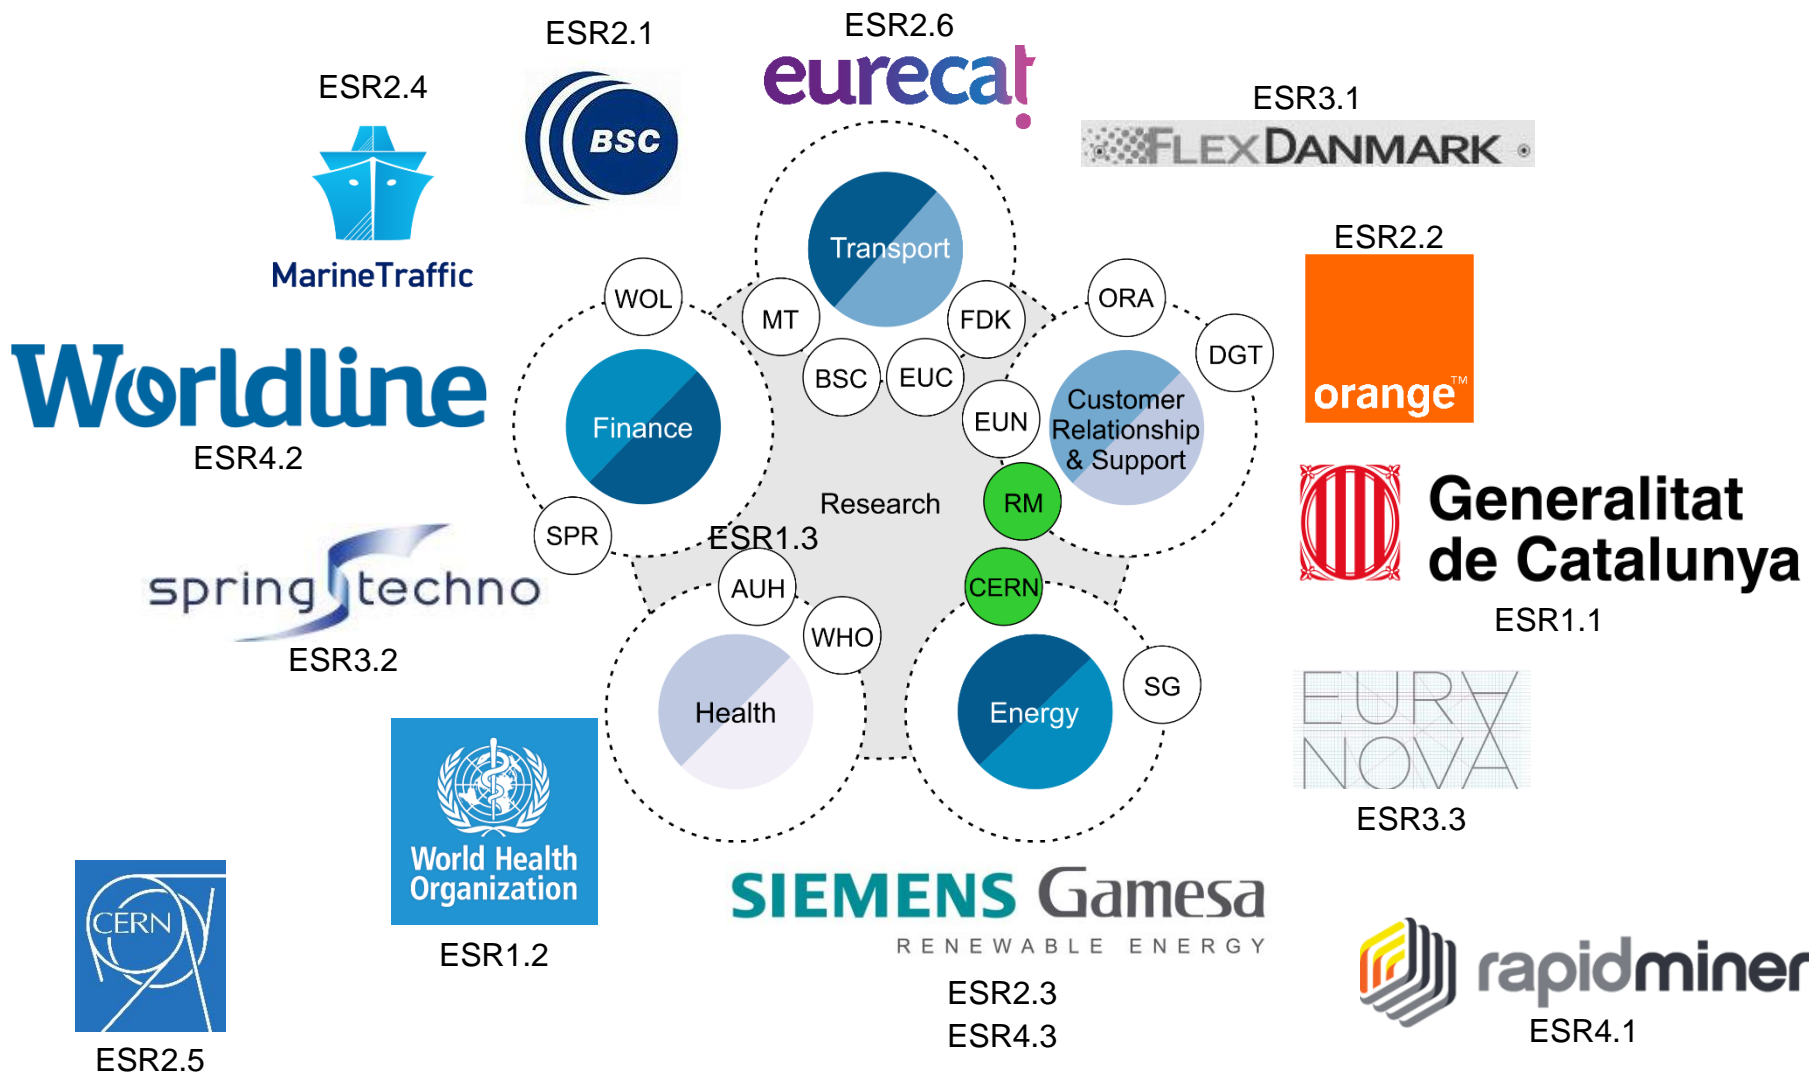 ESR2.1
ESR2.6
eurecat
ESR2.4
BSC
ESR3.1
FLEXDANMARK
MarineTraffic
Transport
ESR2.2
orange™
WOL
MT
FDK
ORA
DGT
BSC
EUC
EUN
Worldline
ESR4.2
Finance
Customer
Relationship
& Support
Research
RM
SPR
ESR1.3
AUH
CERN
WHO
Generalitat
de Catalunya
ESR1.1
spring techno
ESR3.2
Health
Energy
SG
EURA
NOVA
ESR3.3
World Health
Organization
ESR1.2
SIEMENS Gamesa
RENEWABLE ENERGY
ESR2.3
ESR4.3
CERN
ESR2.5
rapidminer
ESR4.1